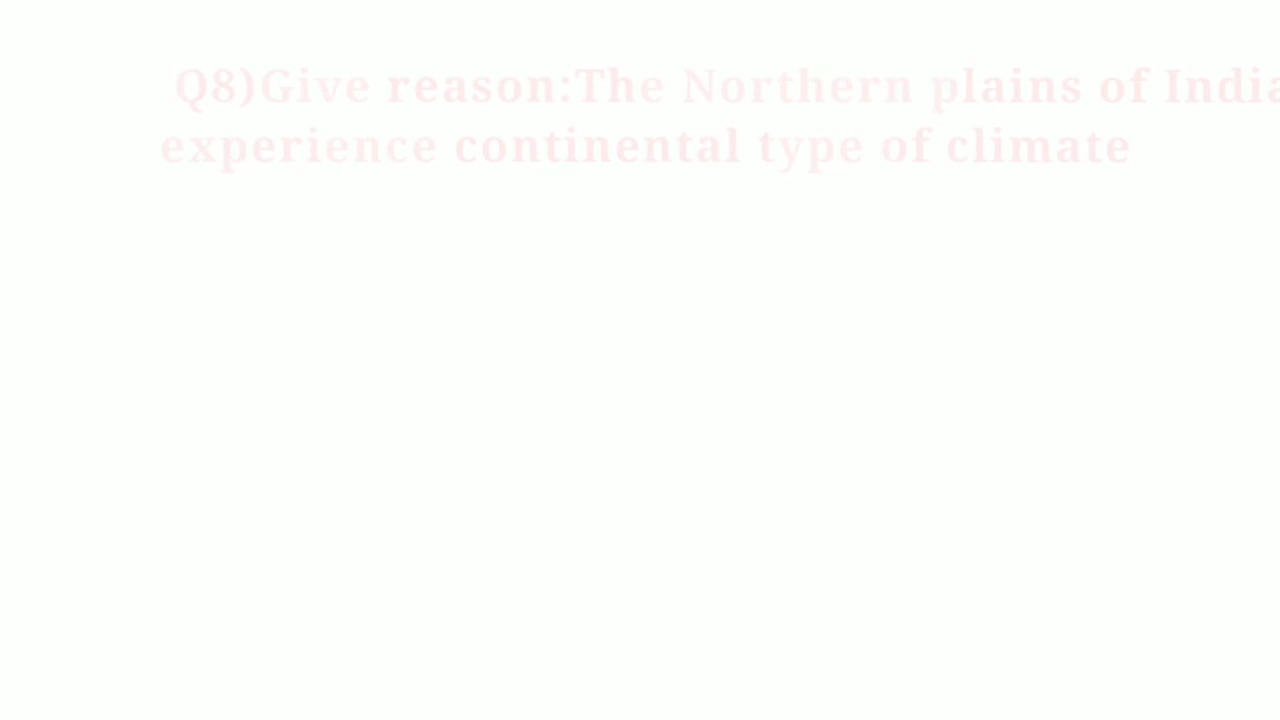 Q8)Give reason:The Northern plains of India
experience continental type of climate